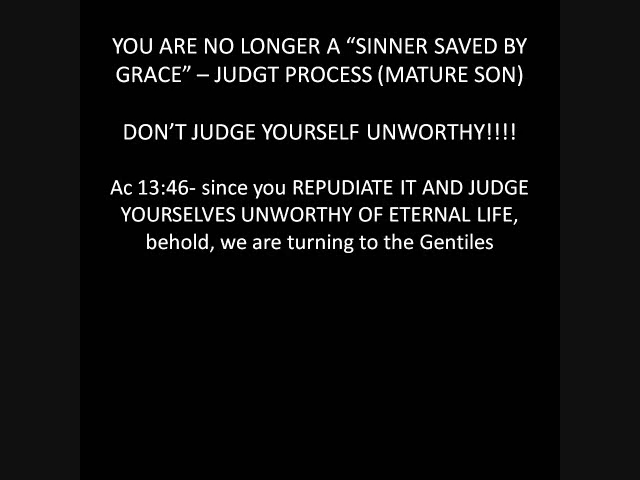 YOU ARE NO LONGER A “SINNER SAVED BY
GRACE” – JUDGT PROCESS (MATURE SON)
DON’T JUDGE YOURSELF UNWORTHY!!!!
Ac 13:46- since you REPUDIATE IT AND JUDGE
YOURSELVES UNWORTHY OF ETERNAL LIFE,
behold, we are turning to the Gentiles